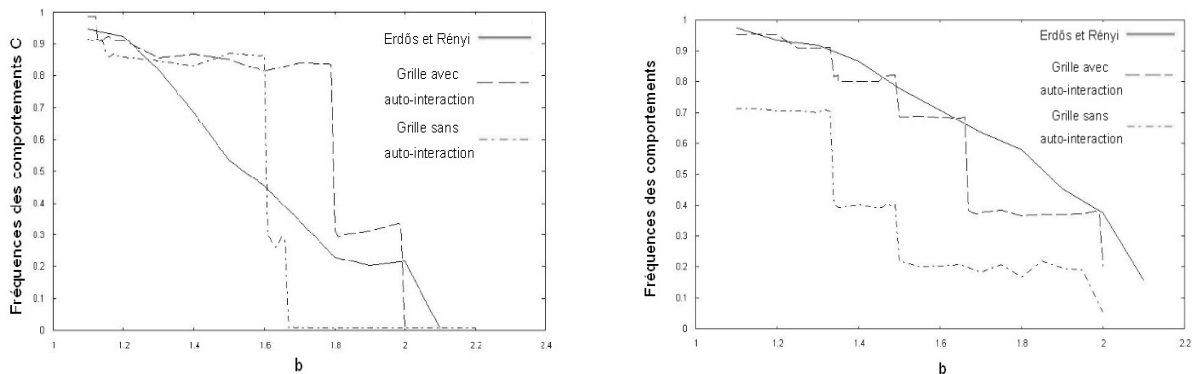 Fréquences des comportements C
1
0.9
0.8
0.7
0.6
0.5
0.4
0.3
0.2
0.1
0
1
1.2
1.4
1.6
1.8
2
2.2
2.4
b
Erdôs et Rényi
Grille avec
auto-interaction
Grille sans
auto-interaction
Fréquences des comportements
1
0.9
0.8
0.7
0.6
0.5
0.4
0.3
0.2
0.1
0
1
1.2
1.4
1.6
1.8
2
2.2
b
Erdôs et Rényi
Grille avec
auto-interaction
Grille sans
auto-interaction